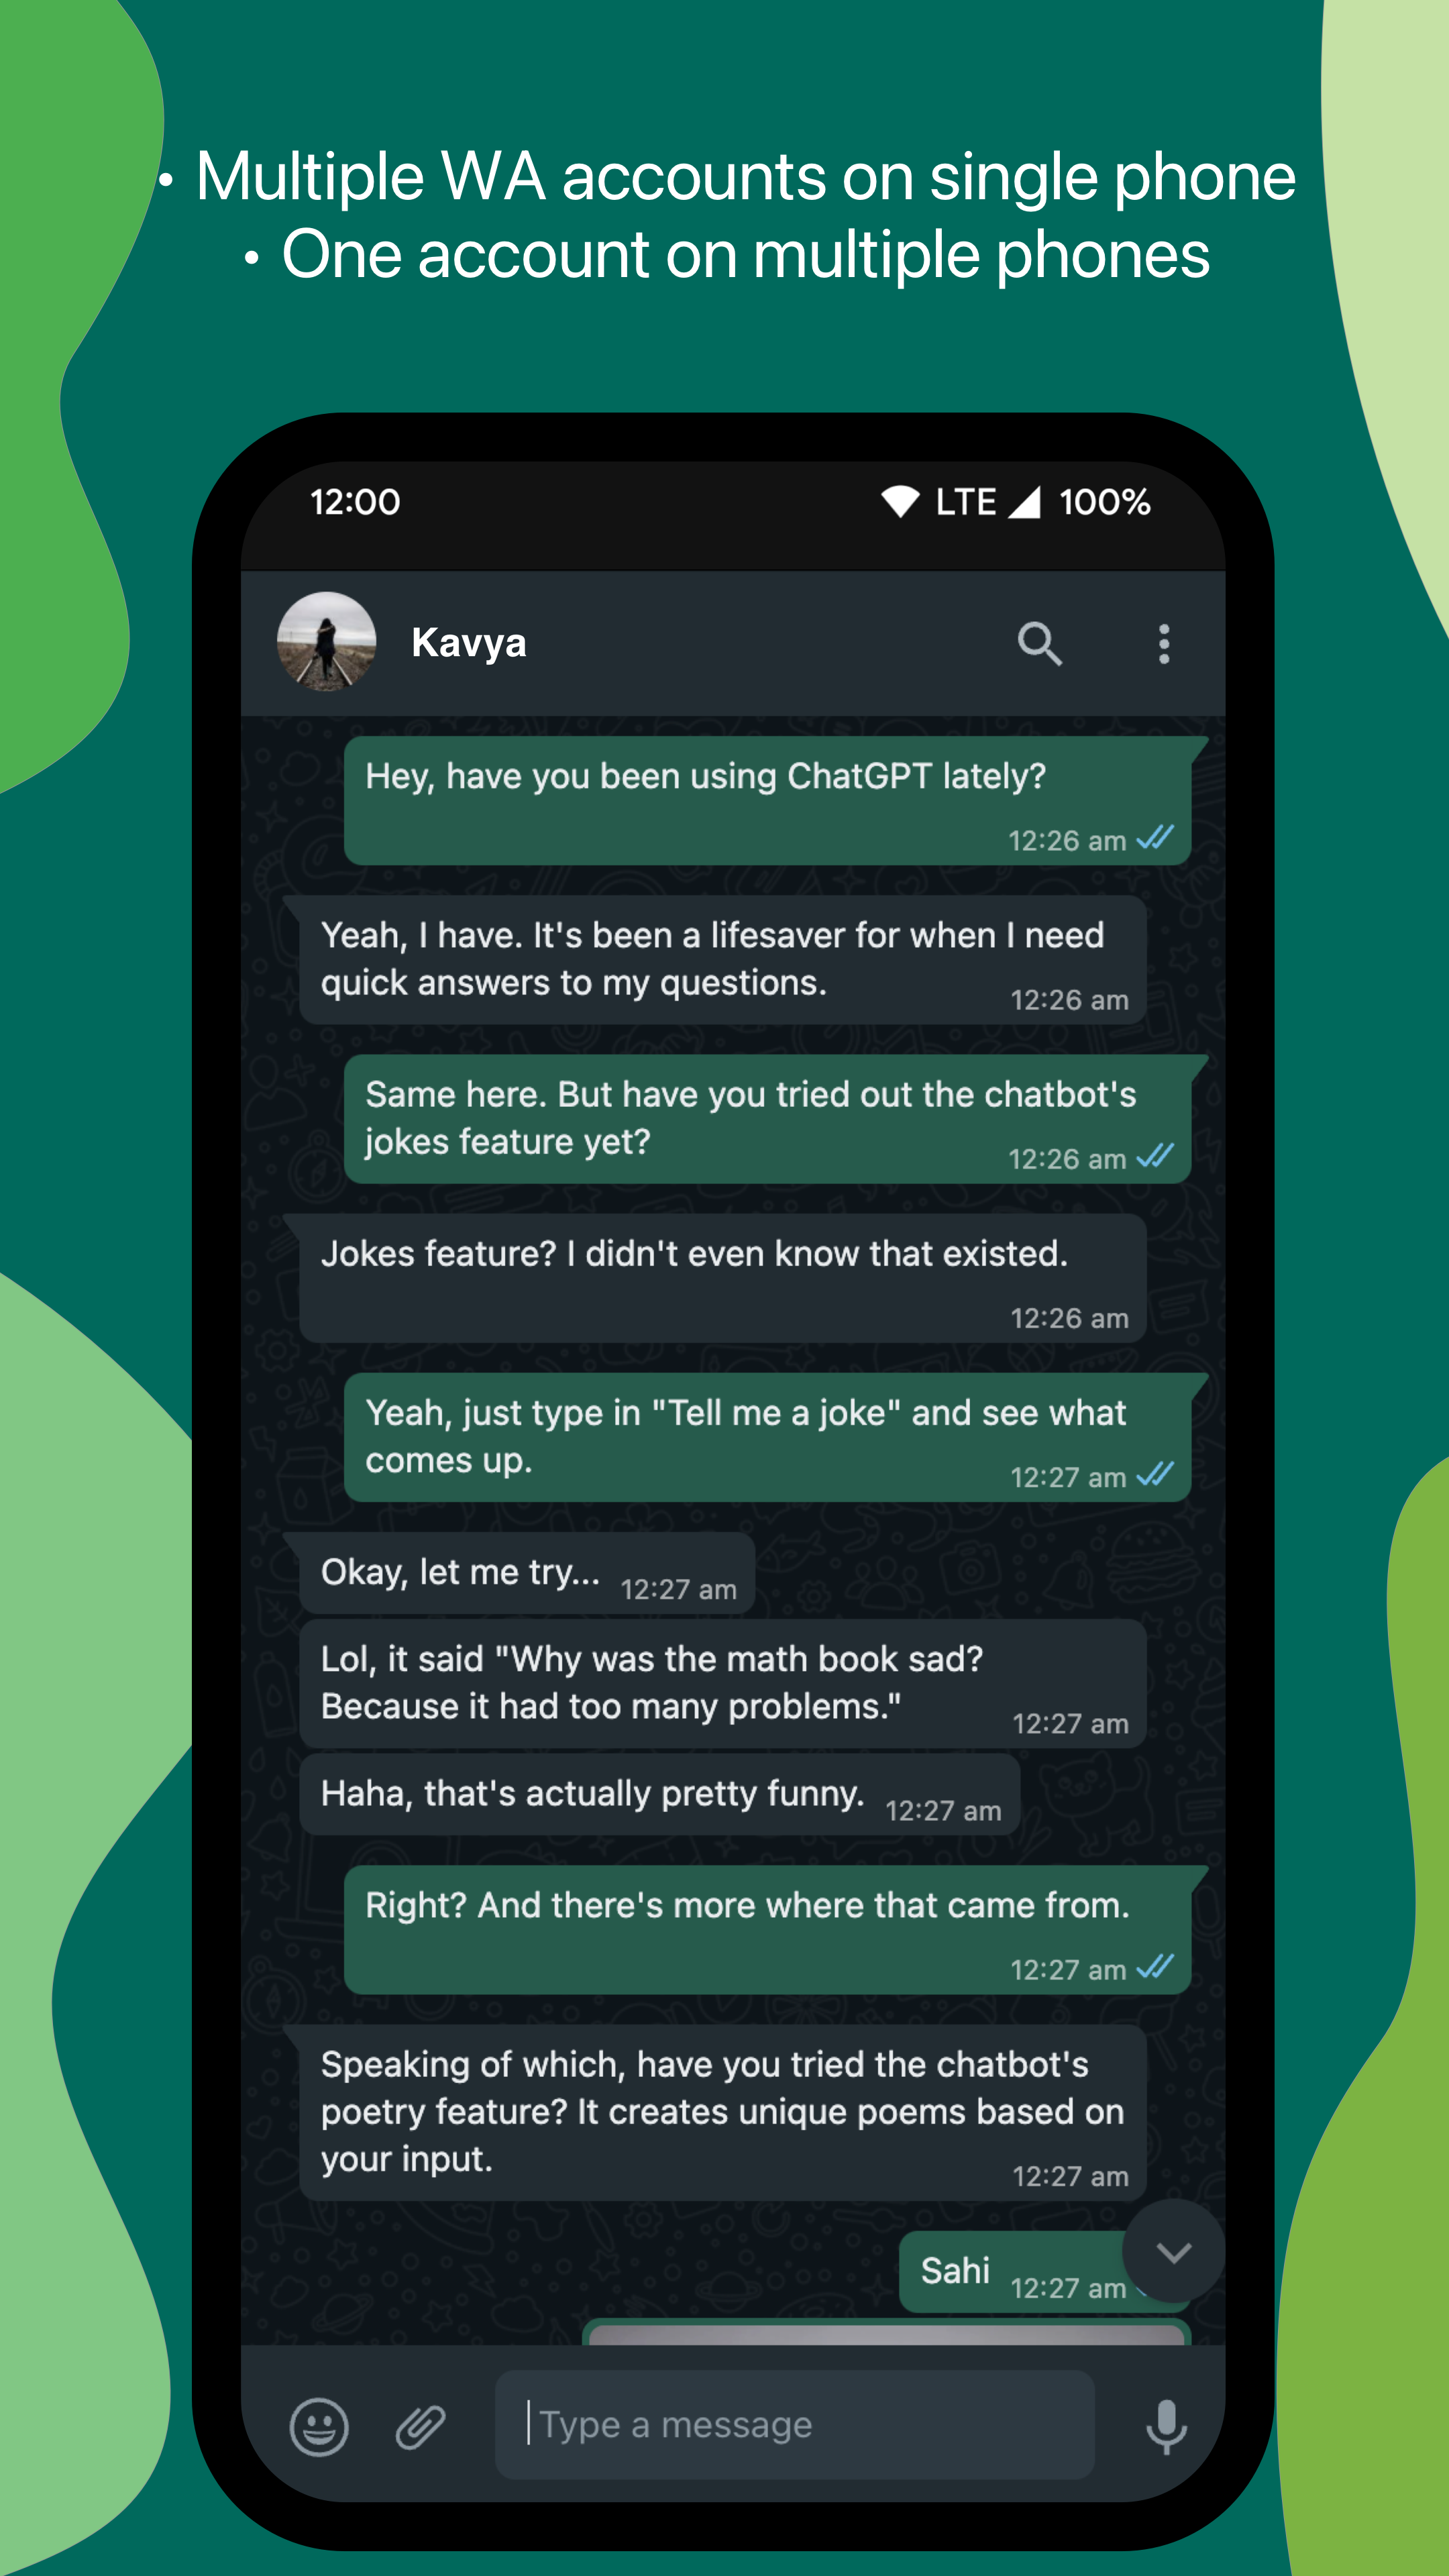 • Multiple WA accounts on single phone
• One account on multiple phones
12:00 LTE 100%
Kavya
Hey, have you been using ChatGPT lately?
12:26 am
Yeah, I have. It's been a lifesaver for when I need
quick answers to my questions.
12:26 am
Same here. But have you tried out the chatbot's
jokes feature yet?
12:26 am
Jokes feature? I didn't even know that existed.
12:26 am
Yeah, just type in "Tell me a joke" and see what
comes up.
12:27 am
Okay, let me try... 12:27 am
Lol, it said "Why was the math book sad?
Because it had too many problems."
12:27 am
Haha, that's actually pretty funny. 12:27 am
Right? And there's more where that came from.
12:27 am
Speaking of which, have you tried the chatbot's
poetry feature? It creates unique poems based on
your input.
12:27 am
Sahi 12:27 am
Type a message